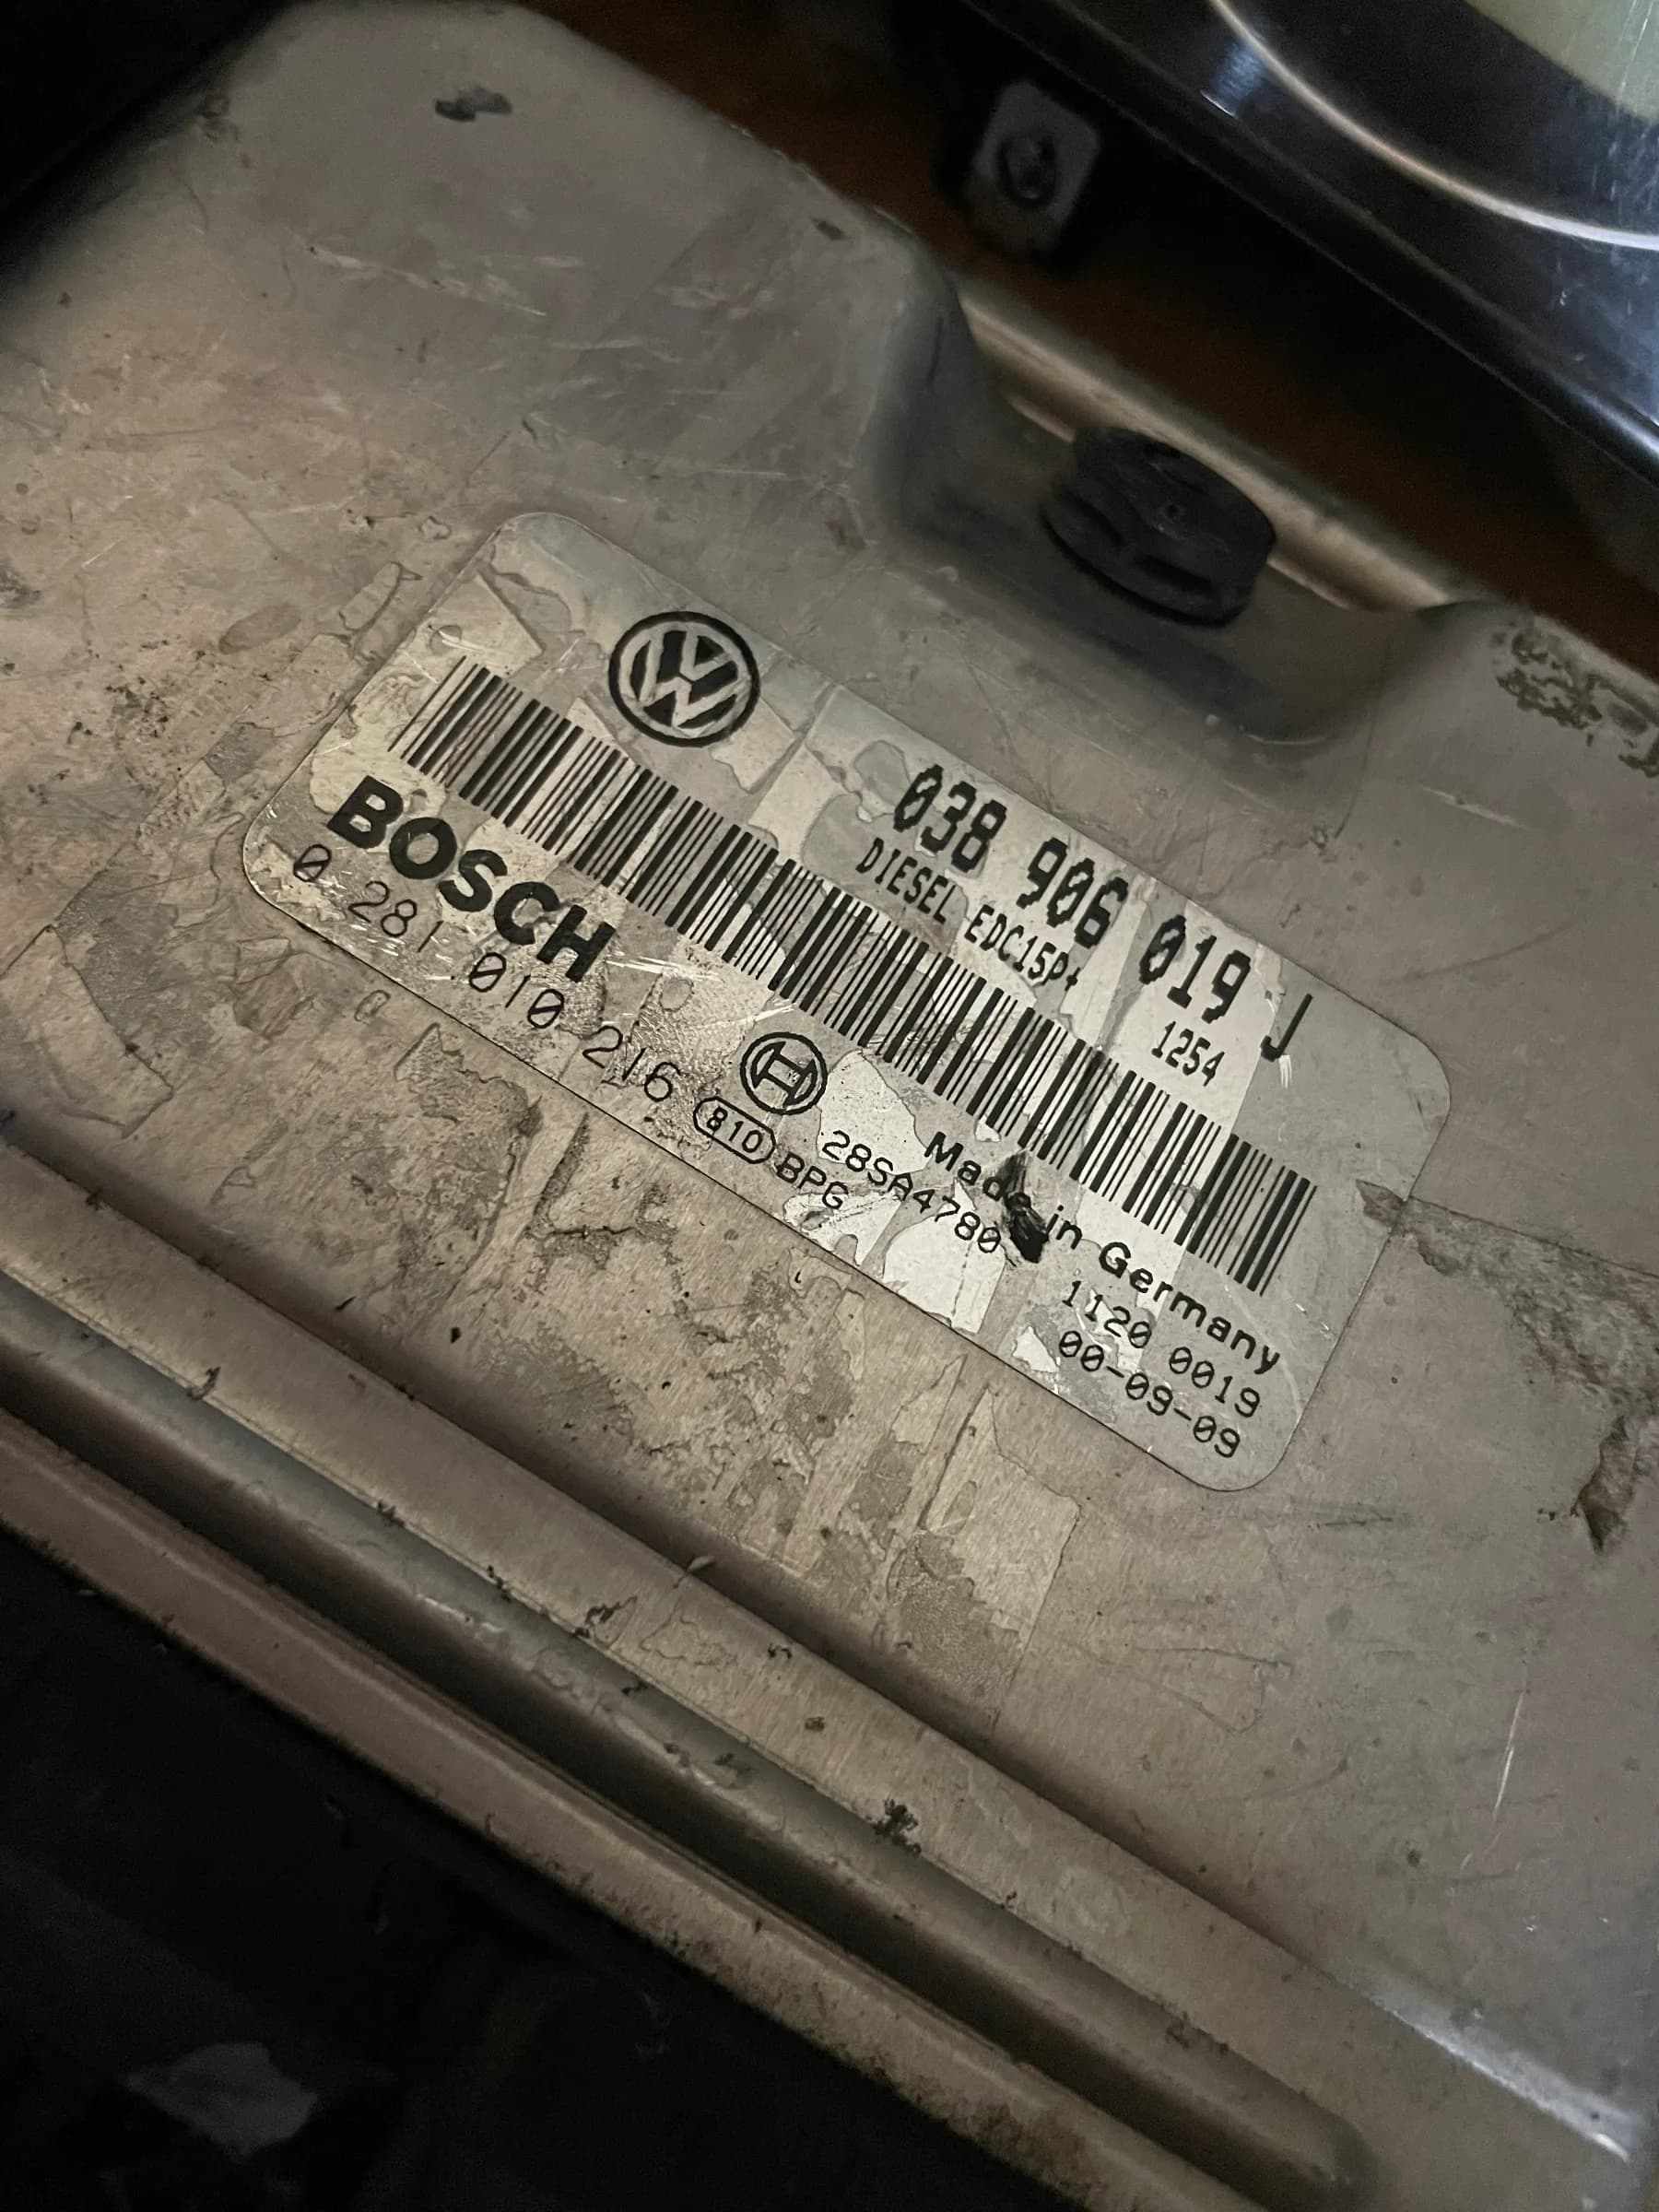 038 906 019 J
DIESEL EDC15P+ 1254
BOSCH
Made in Germany
0 281 010 216
28SA4780 1120 0019
810 BPG 00-09-09